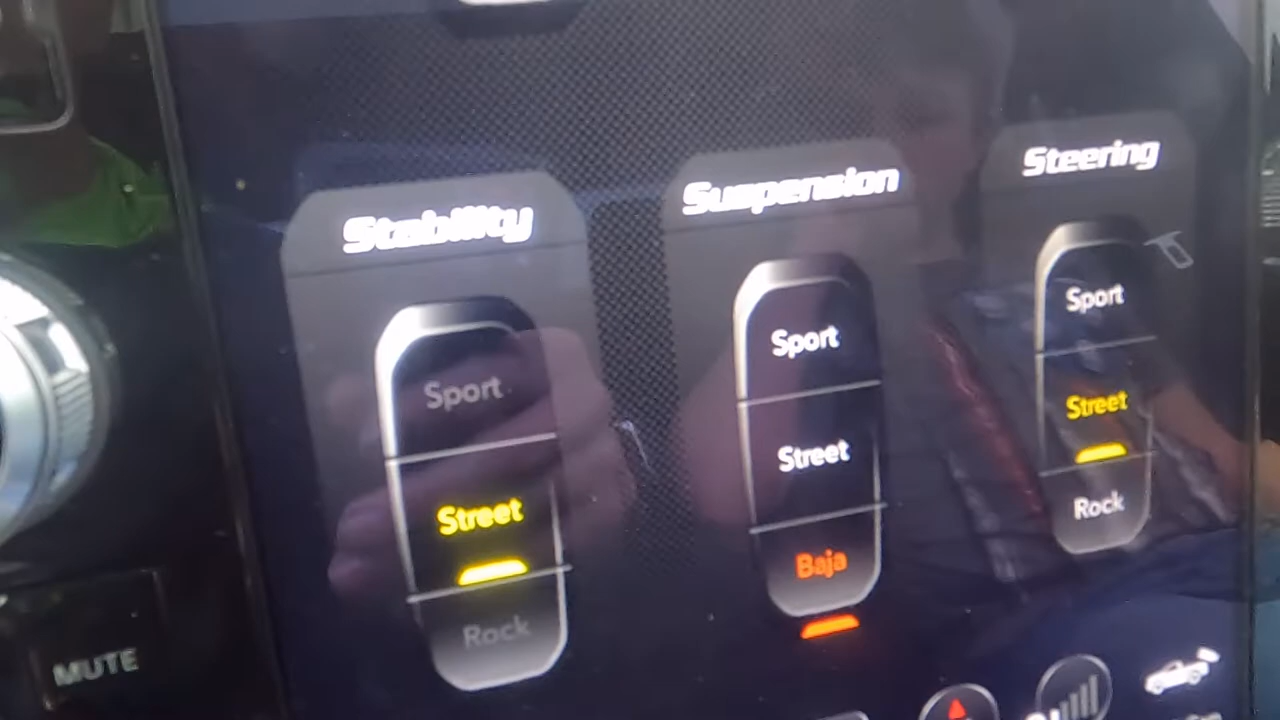 Stability
Sport
Street
Rock
Suspension
Sport
Street
Baja
Steering
Sport
Street
Rock
MUTE